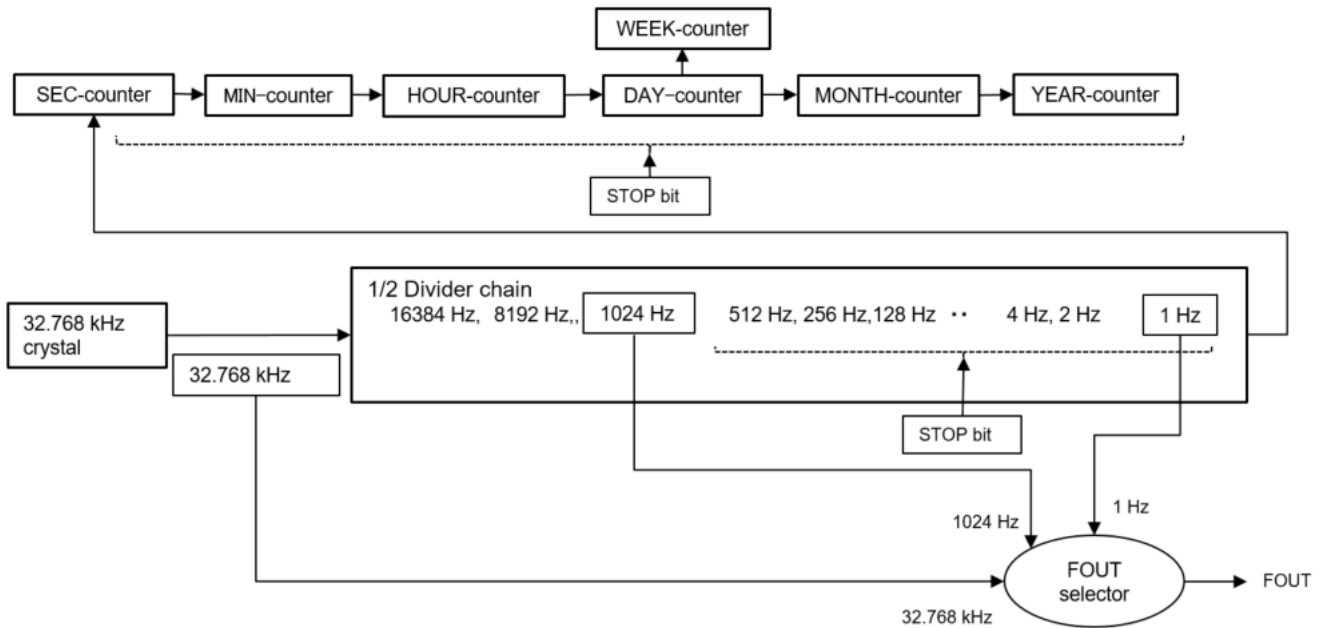 WEEK-counter
SEC-counter
MIN-counter
HOUR-counter
DAY-counter
MONTH-counter
YEAR-counter
STOP bit
1/2 Divider chain
16384 Hz, 8192 Hz,,
1024 Hz
512 Hz, 256 Hz,128 Hz ·· 4 Hz, 2 Hz
1 Hz
32.768 kHz
crystal
32.768 kHz
STOP bit
1024 Hz
1 Hz
FOUT
selector
FOUT
32.768 kHz